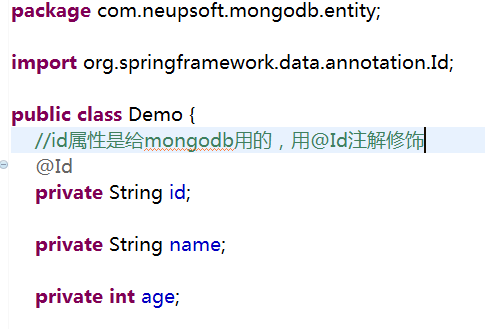 package com.neupsoft.mongodb.entity;
import org.springframework.data.annotation.Id;
public class Demo {
//id属性是给mongodb用的，用@Id注解修饰
@Id
private String id;
private String name;
private int age;